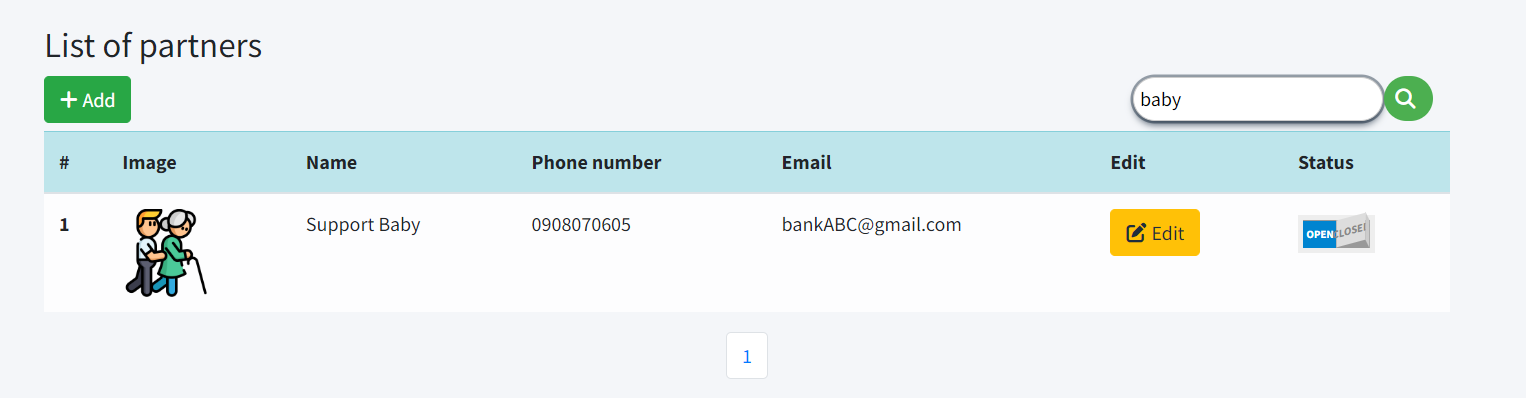 List of partners
Add
baby
# Image Name Phone number Email Edit Status
1 Support Baby 0908070605 bankABC@gmail.com Edit OPEN CLOSE
1